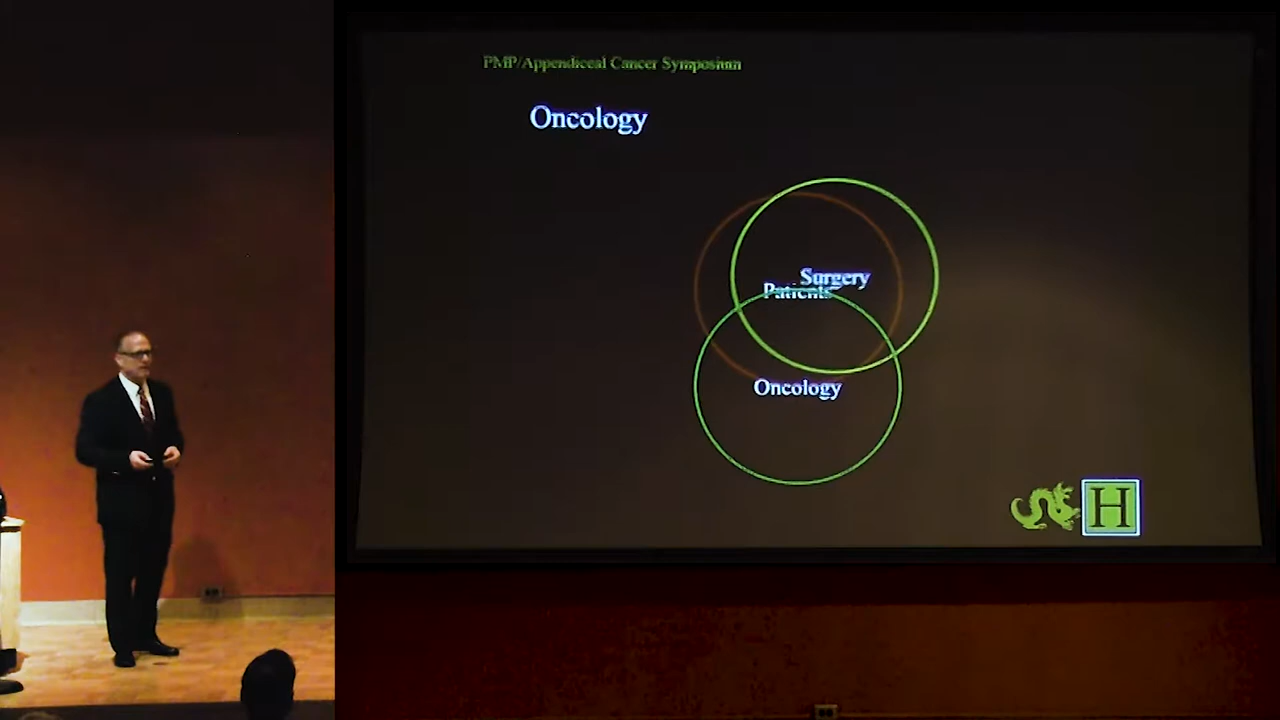 PMP/Appendiceal Cancer Symposium
Oncology
Surgery
Patients
Oncology
H